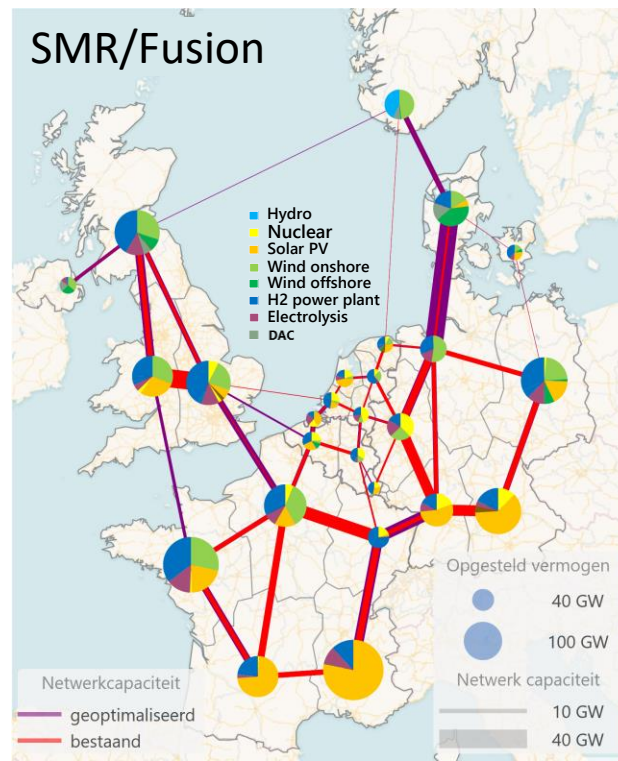 SMR/Fusion
Hydro
Nuclear
Solar PV
Wind onshore
Wind offshore
H2 power plant
Electrolysis
DAC
Opgesteld vermogen
40 GW
100 GW
Netwerkcapaciteit
geoptimaliseerd
bestaand
Netwerk capaciteit
10 GW
40 GW